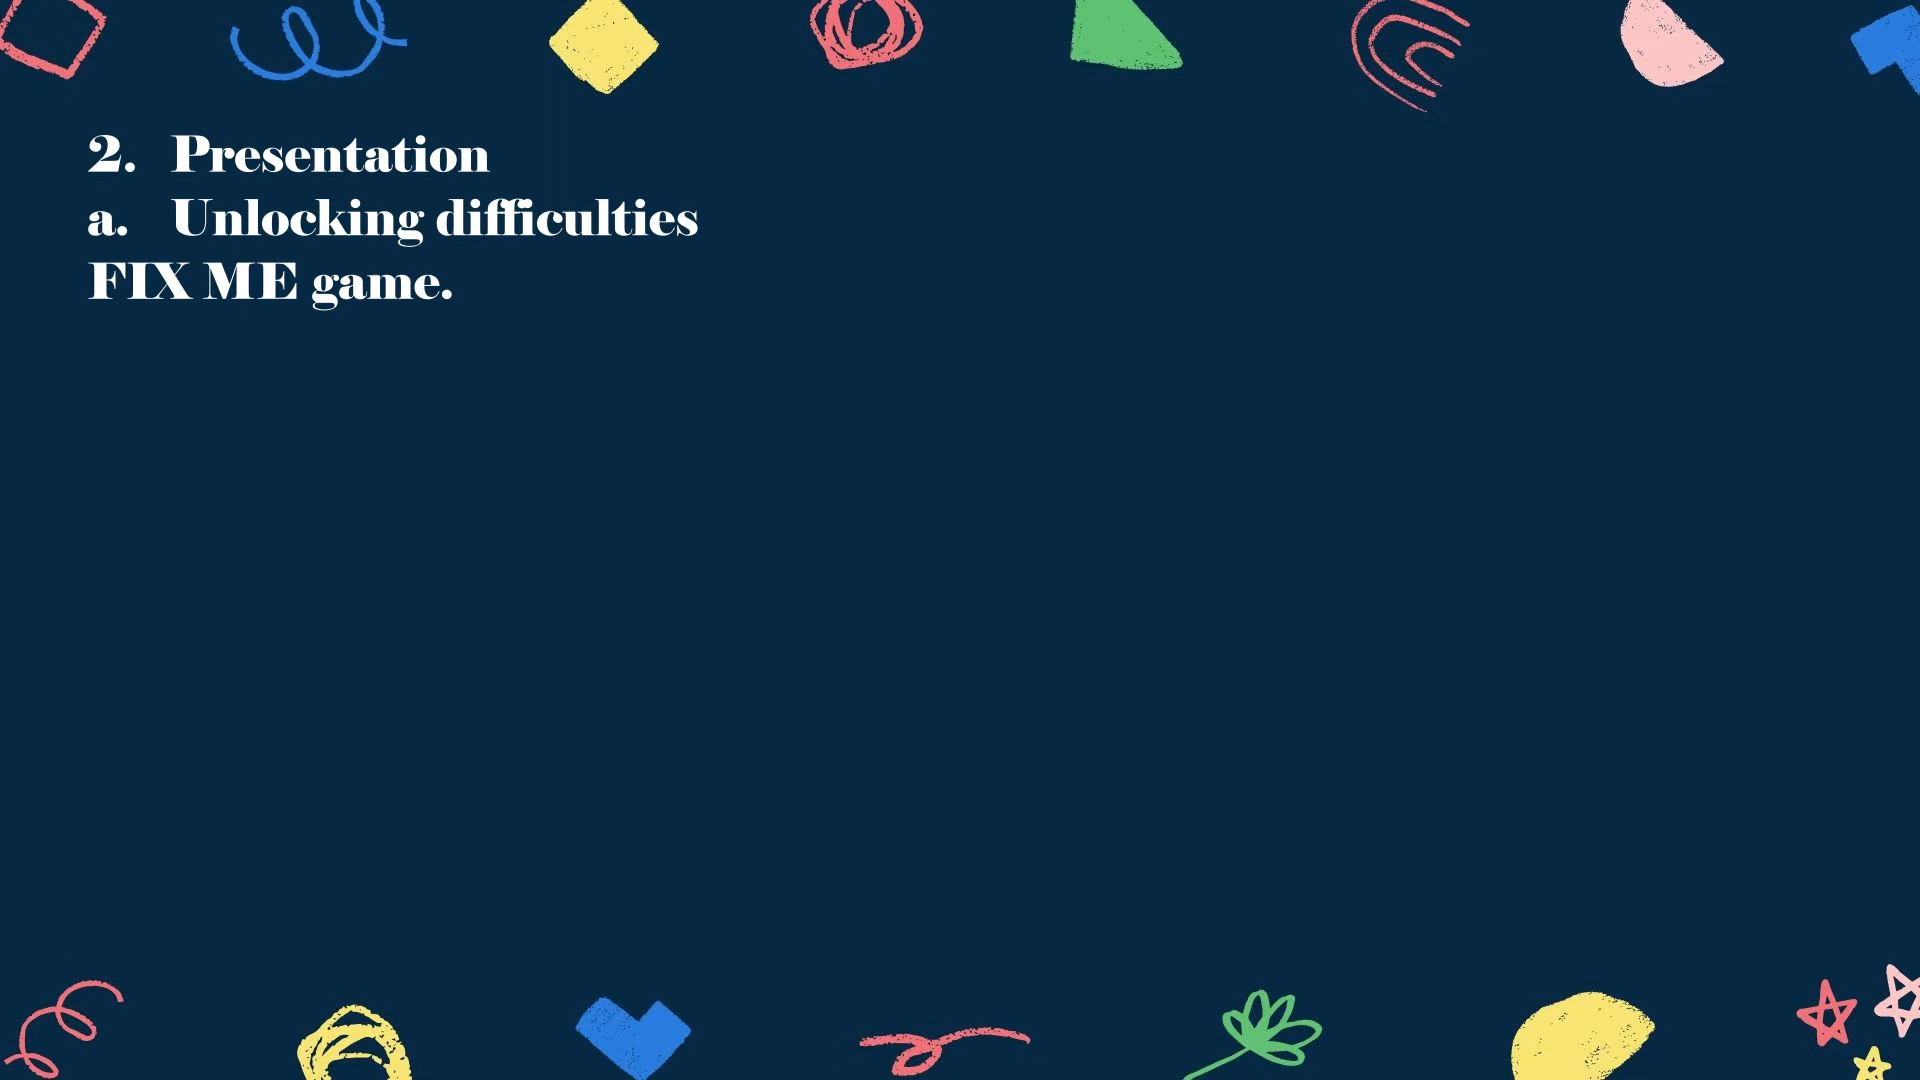 2. Presentation
a. Unlocking difficulties
FIX ME game.